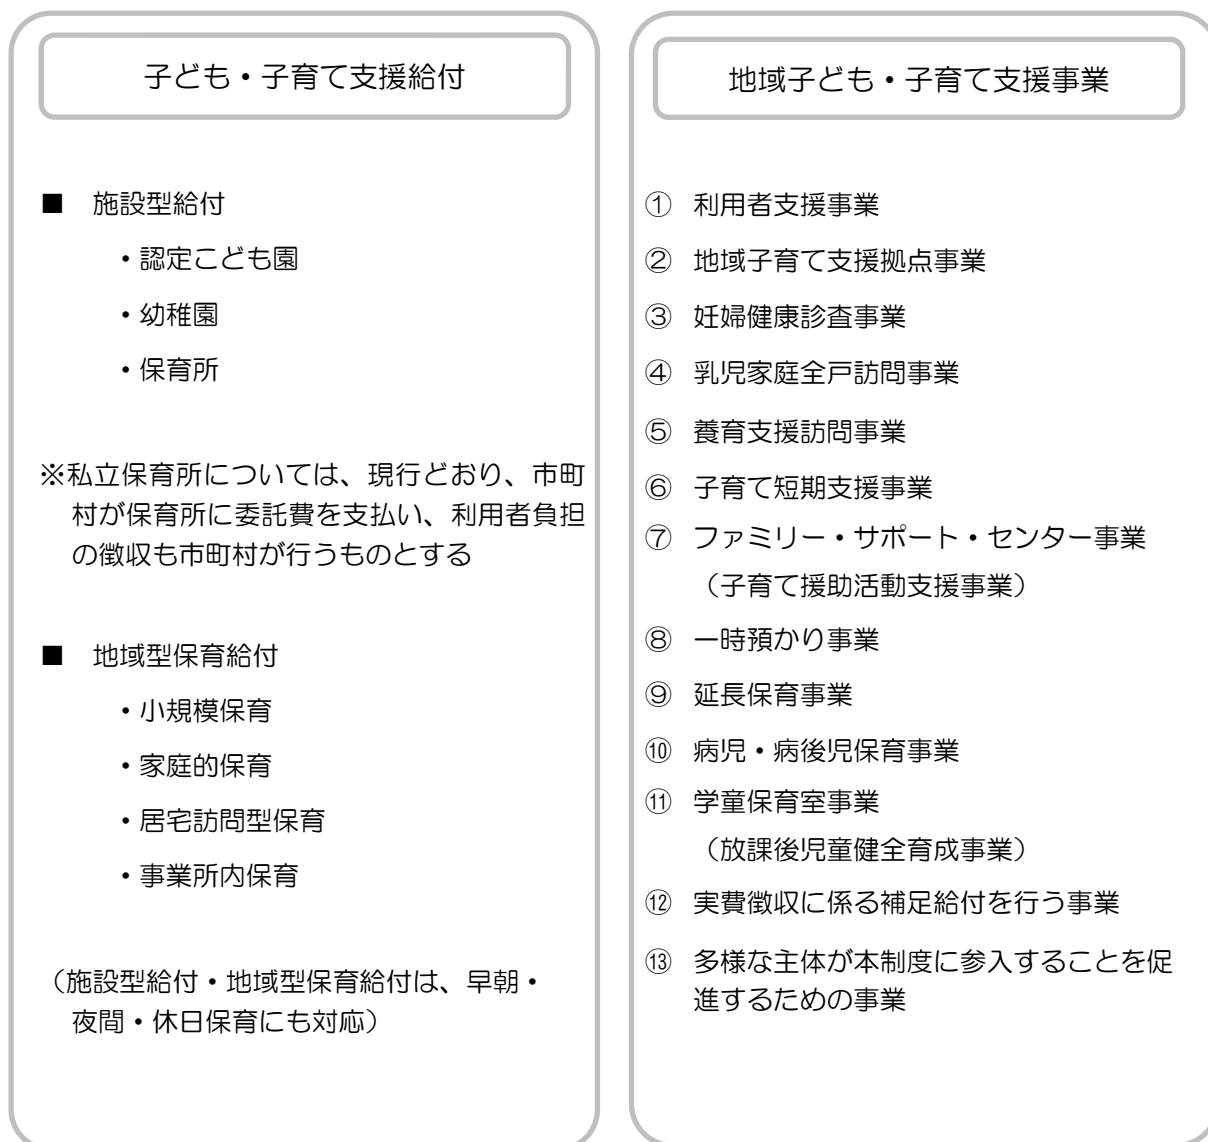 子ども・子育て支援給付
■ 施設型給付
・認定こども園
・幼稚園
・保育所
※私立保育所については、現行どおり、市町
村が保育所に委託費を支払い、利用者負担
の徴収も市町村が行うものとする
■ 地域型保育給付
・小規模保育
・家庭的保育
・居宅訪問型保育
・事業所内保育
（施設型給付・地域型保育給付は、早朝・
夜間・休日保育にも対応）
地域子ども・子育て支援事業
① 利用者支援事業
② 地域子育て支援拠点事業
③ 妊婦健康診査事業
④ 乳児家庭全戸訪問事業
⑤ 養育支援訪問事業
⑥ 子育て短期支援事業
⑦ ファミリー・サポート・センター事業
（子育て援助活動支援事業）
⑧ 一時預かり事業
⑨ 延長保育事業
⑩ 病児・病後児保育事業
⑪ 学童保育室事業
（放課後児童健全育成事業）
⑫ 実費徴収に係る補足給付を行う事業
⑬ 多様な主体が本制度に参入することを促
進するための事業